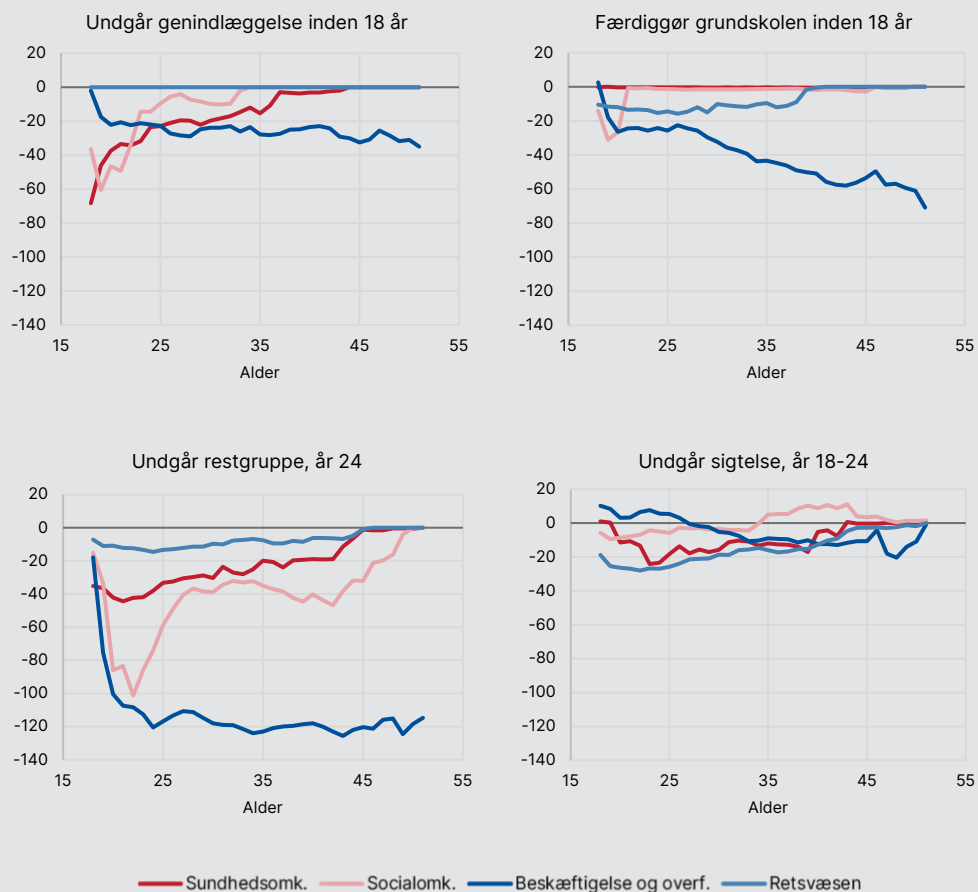 Undgår genindlæggelse inden 18 år
20
0
-20
-40
-60
-80
-100
-120
-140
15 25 35 45 55
Alder
Færdiggør grundskolen inden 18 år
20
0
-20
-40
-60
-80
-100
-120
-140
15 25 35 45 55
Alder
Undgår restgruppe, år 24
20
0
-20
-40
-60
-80
-100
-120
-140
15 25 35 45 55
Alder
Undgår sigtelse, år 18-24
20
0
-20
-40
-60
-80
-100
-120
-140
15 25 35 45 55
Alder
Sundhedsomk. Socialomk. Beskæftigelse og overf. Retsvæsen